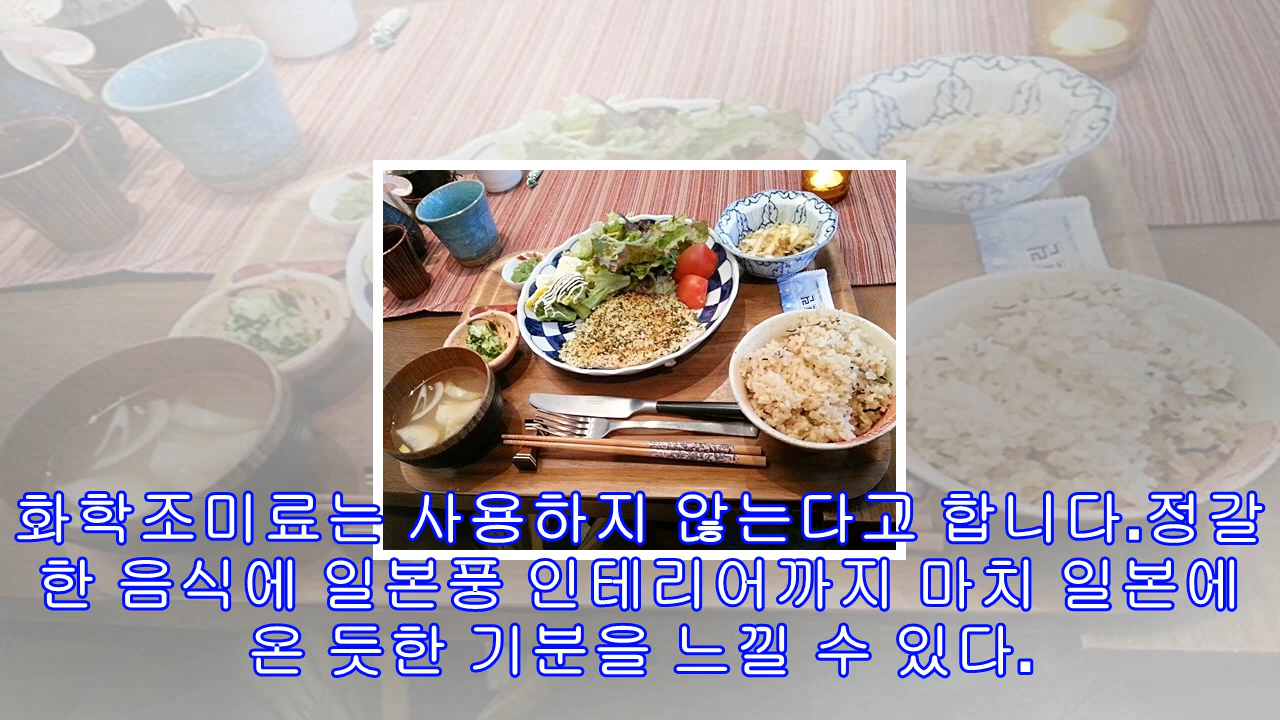 화학조미료는 사용하지 않는다고 합니다.정갈
한 음식에 일본풍 인테리어까지 마치 일본에
온 듯한 기분을 느낄 수 있다.